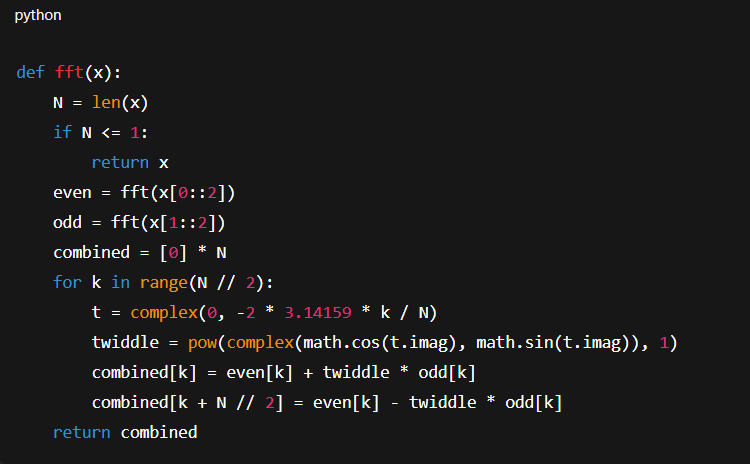 python
def fft(x):
    N = len(x)
    if N <= 1:
        return x
    even = fft(x[0::2])
    odd = fft(x[1::2])
    combined = [0] * N
    for k in range(N // 2):
        t = complex(0, -2 * 3.14159 * k / N)
        twiddle = pow(complex(math.cos(t.imag), math.sin(t.imag)), 1)
        combined[k] = even[k] + twiddle * odd[k]
        combined[k + N // 2] = even[k] - twiddle * odd[k]
    return combined